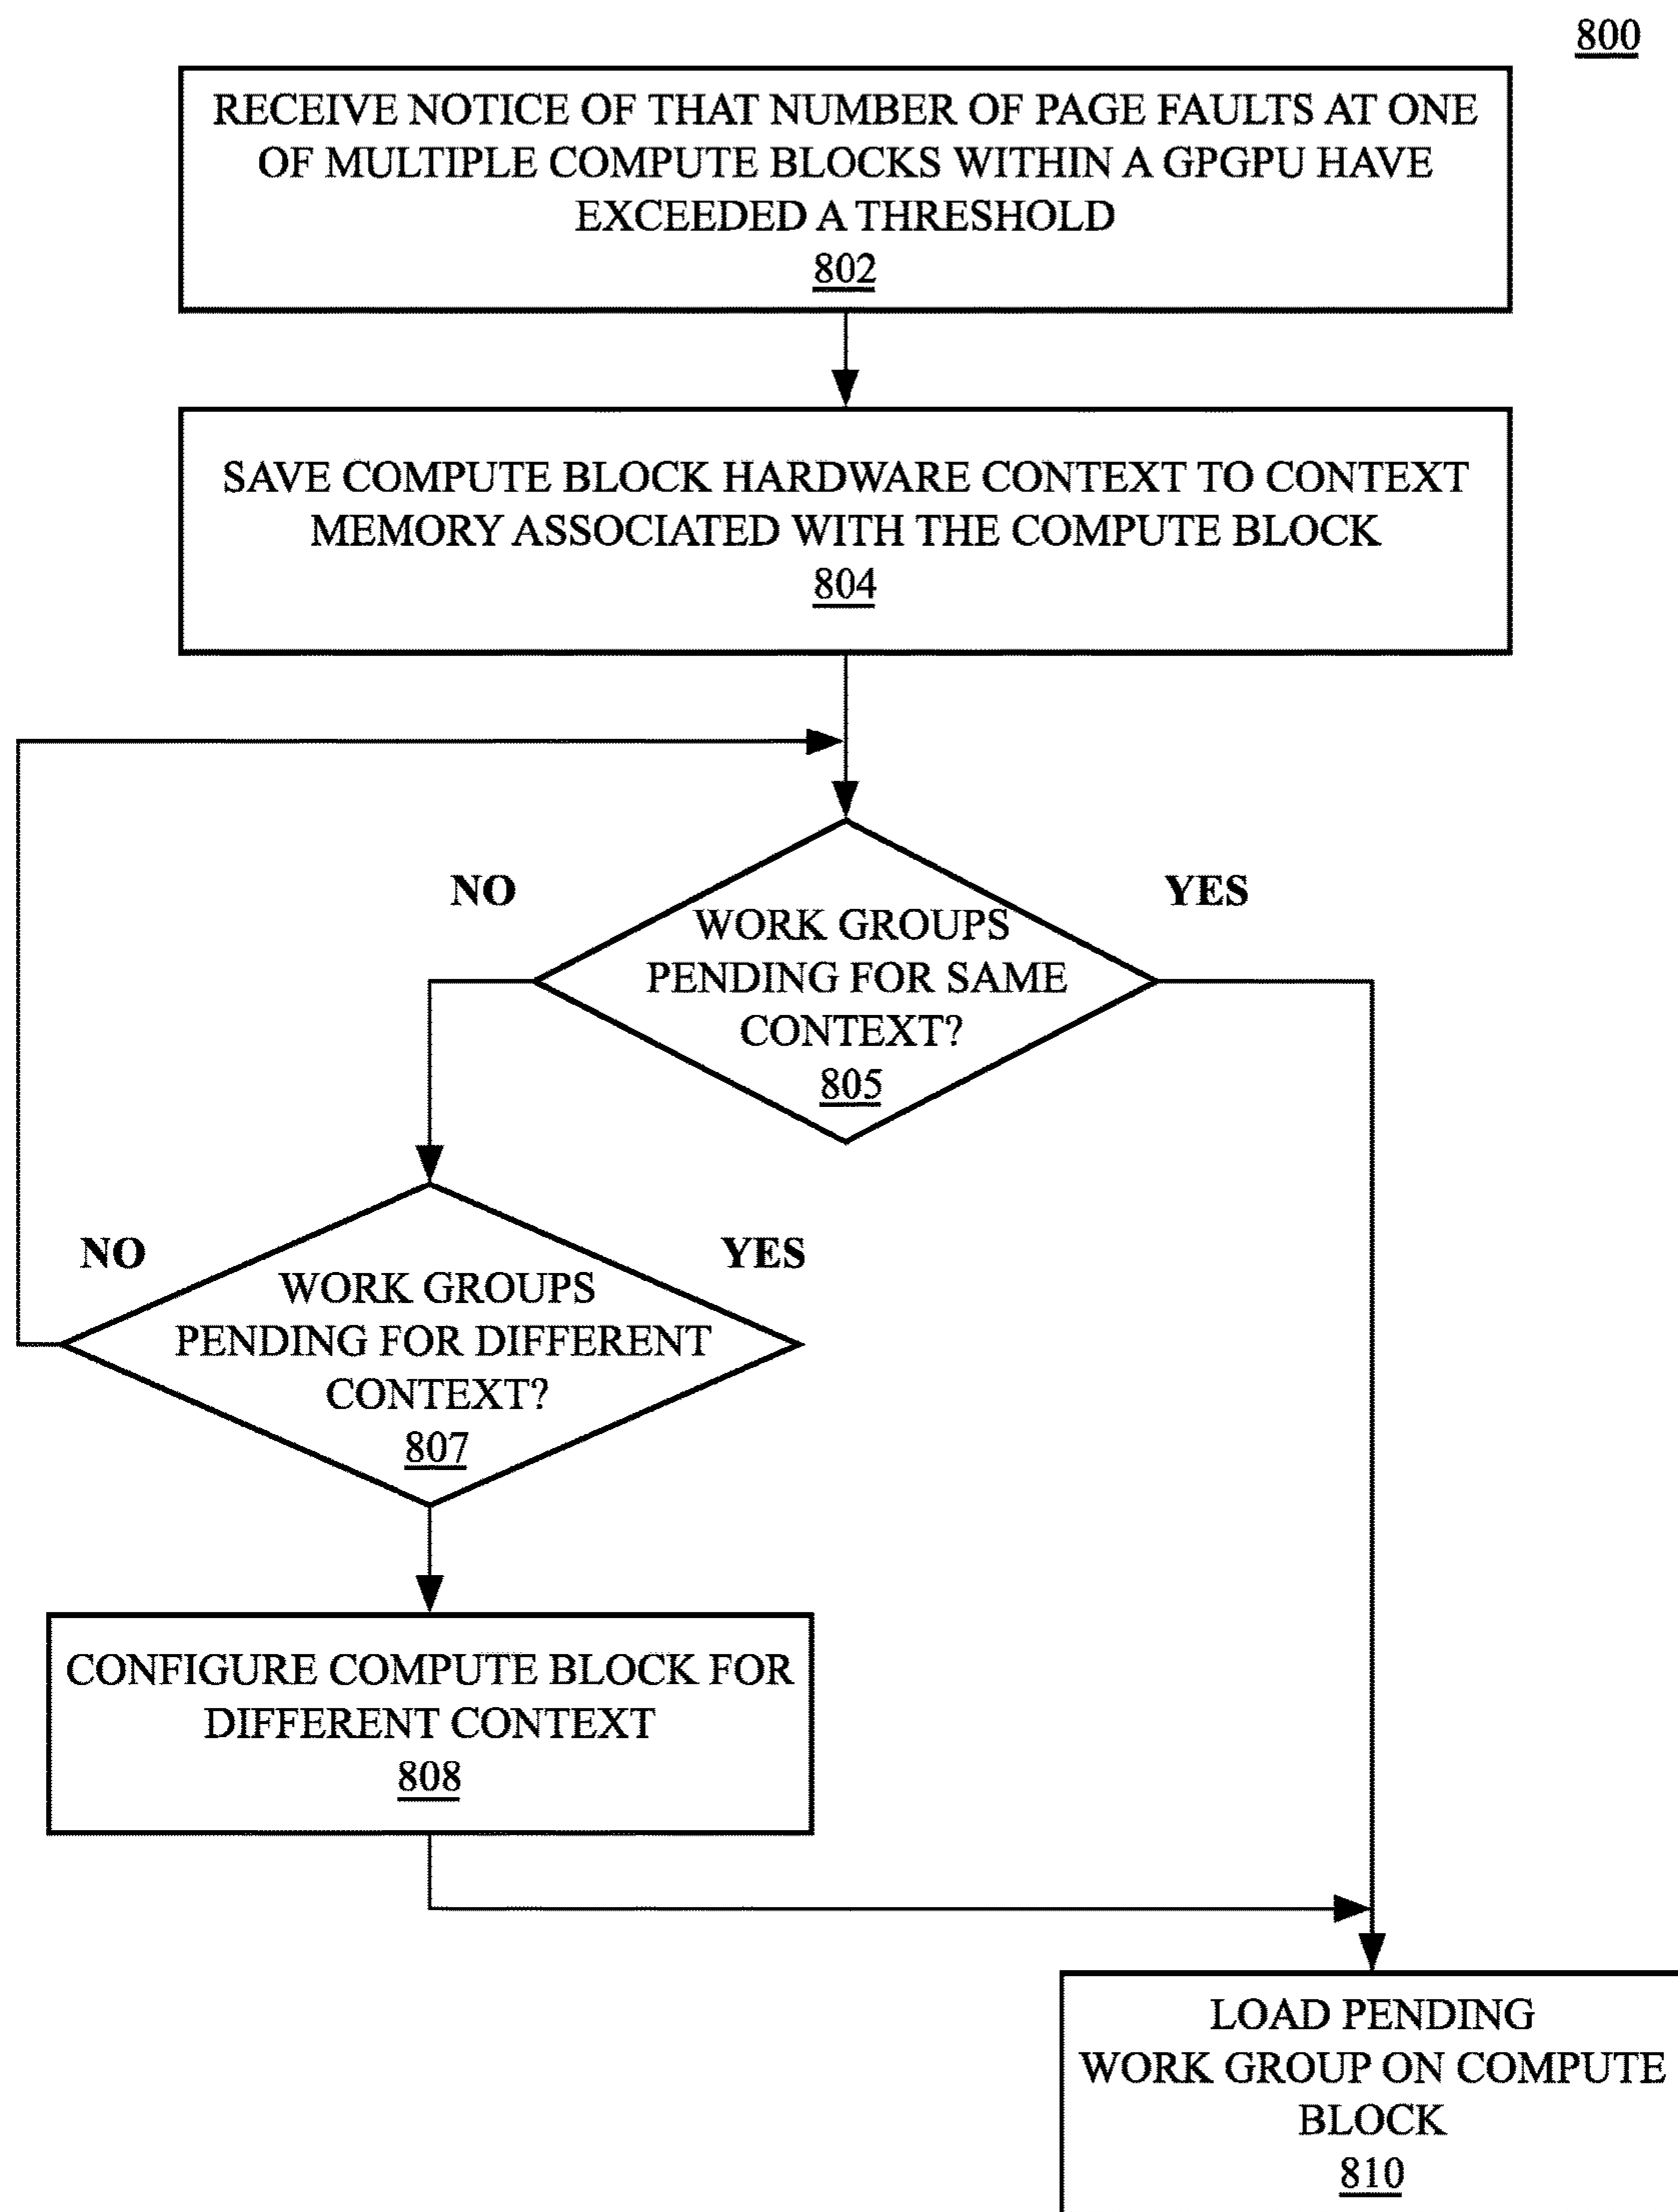 800
RECEIVE NOTICE OF THAT NUMBER OF PAGE FAULTS AT ONE
OF MULTIPLE COMPUTE BLOCKS WITHIN A GPGPU HAVE
EXCEEDED A THRESHOLD
802
SAVE COMPUTE BLOCK HARDWARE CONTEXT TO CONTEXT
MEMORY ASSOCIATED WITH THE COMPUTE BLOCK
804
NO
YES
WORK GROUPS
PENDING FOR SAME
CONTEXT?
805
NO
YES
WORK GROUPS
PENDING FOR DIFFERENT
CONTEXT?
807
CONFIGURE COMPUTE BLOCK FOR
DIFFERENT CONTEXT
808
LOAD PENDING
WORK GROUP ON COMPUTE
BLOCK
810